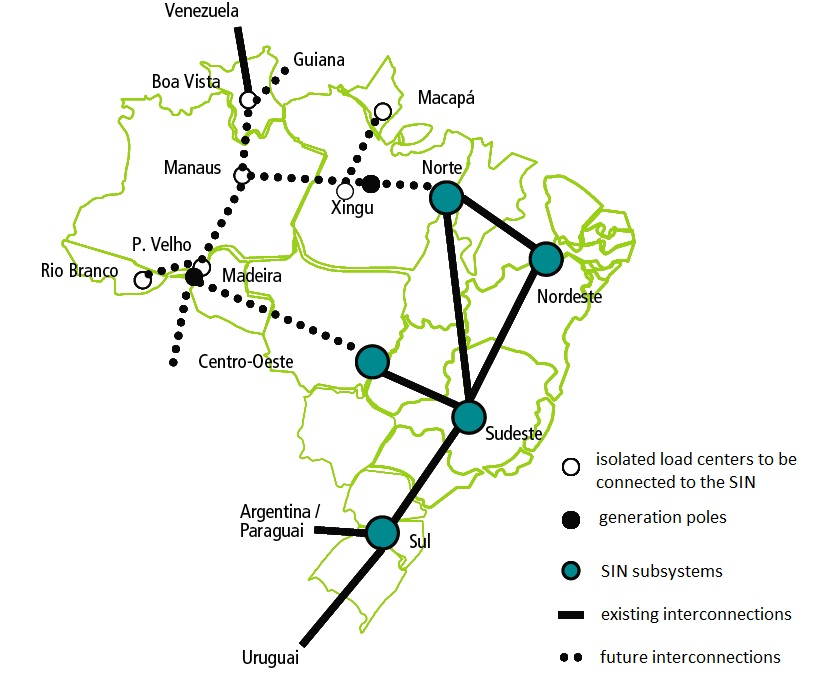 Venezuela
Guiana
Boa Vista
Macapá
Manaus
Norte
Xingu
P. Velho
Rio Branco
Madeira
Nordeste
Centro-Oeste
Sudeste
isolated load centers to be
connected to the SIN
Argentina /
Paraguai
generation poles
Sul
SIN subsystems
existing interconnections
Uruguai
future interconnections